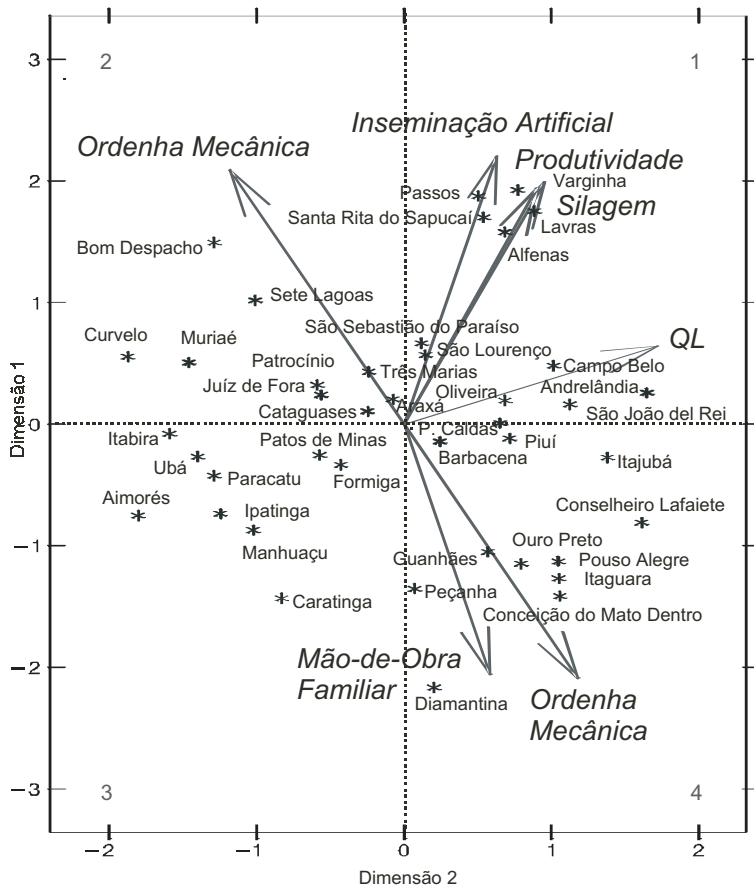 3
2
1
Inseminação Artificial
Ordenha Mecânica
Produtividade
Passos
Varginha
Santa Rita do Sapucaí
Silagem
Lavras
Bom Despacho
Alfenas
Sete Lagoas
1
São Sebastião do Paraíso
Curvelo
Muriaé
QL
Patrocínio
São Lourenço
Três Marias
Campo Belo
Juíz de Fora
Oliveira
Andrelândia
Cataguases
Araxá
São João del Rei
Dimensão 1
0
Itabira
Patos de Minas
P. Caldas
Piuí
Barbacena
Itajubá
Ubá
Paracatu
Formiga
Aimorés
Ipatinga
Conselheiro Lafaiete
Manhuaçu
Ouro Preto
−1
Guanhães
Pouso Alegre
Itaguara
Caratinga
Peçanha
Conceição do Mato Dentro
Mão-de-Obra
Familiar
−2
Diamantina
Ordenha
Mecânica
−3
3
4
−2
−1
0
1
2
Dimensão 2
2